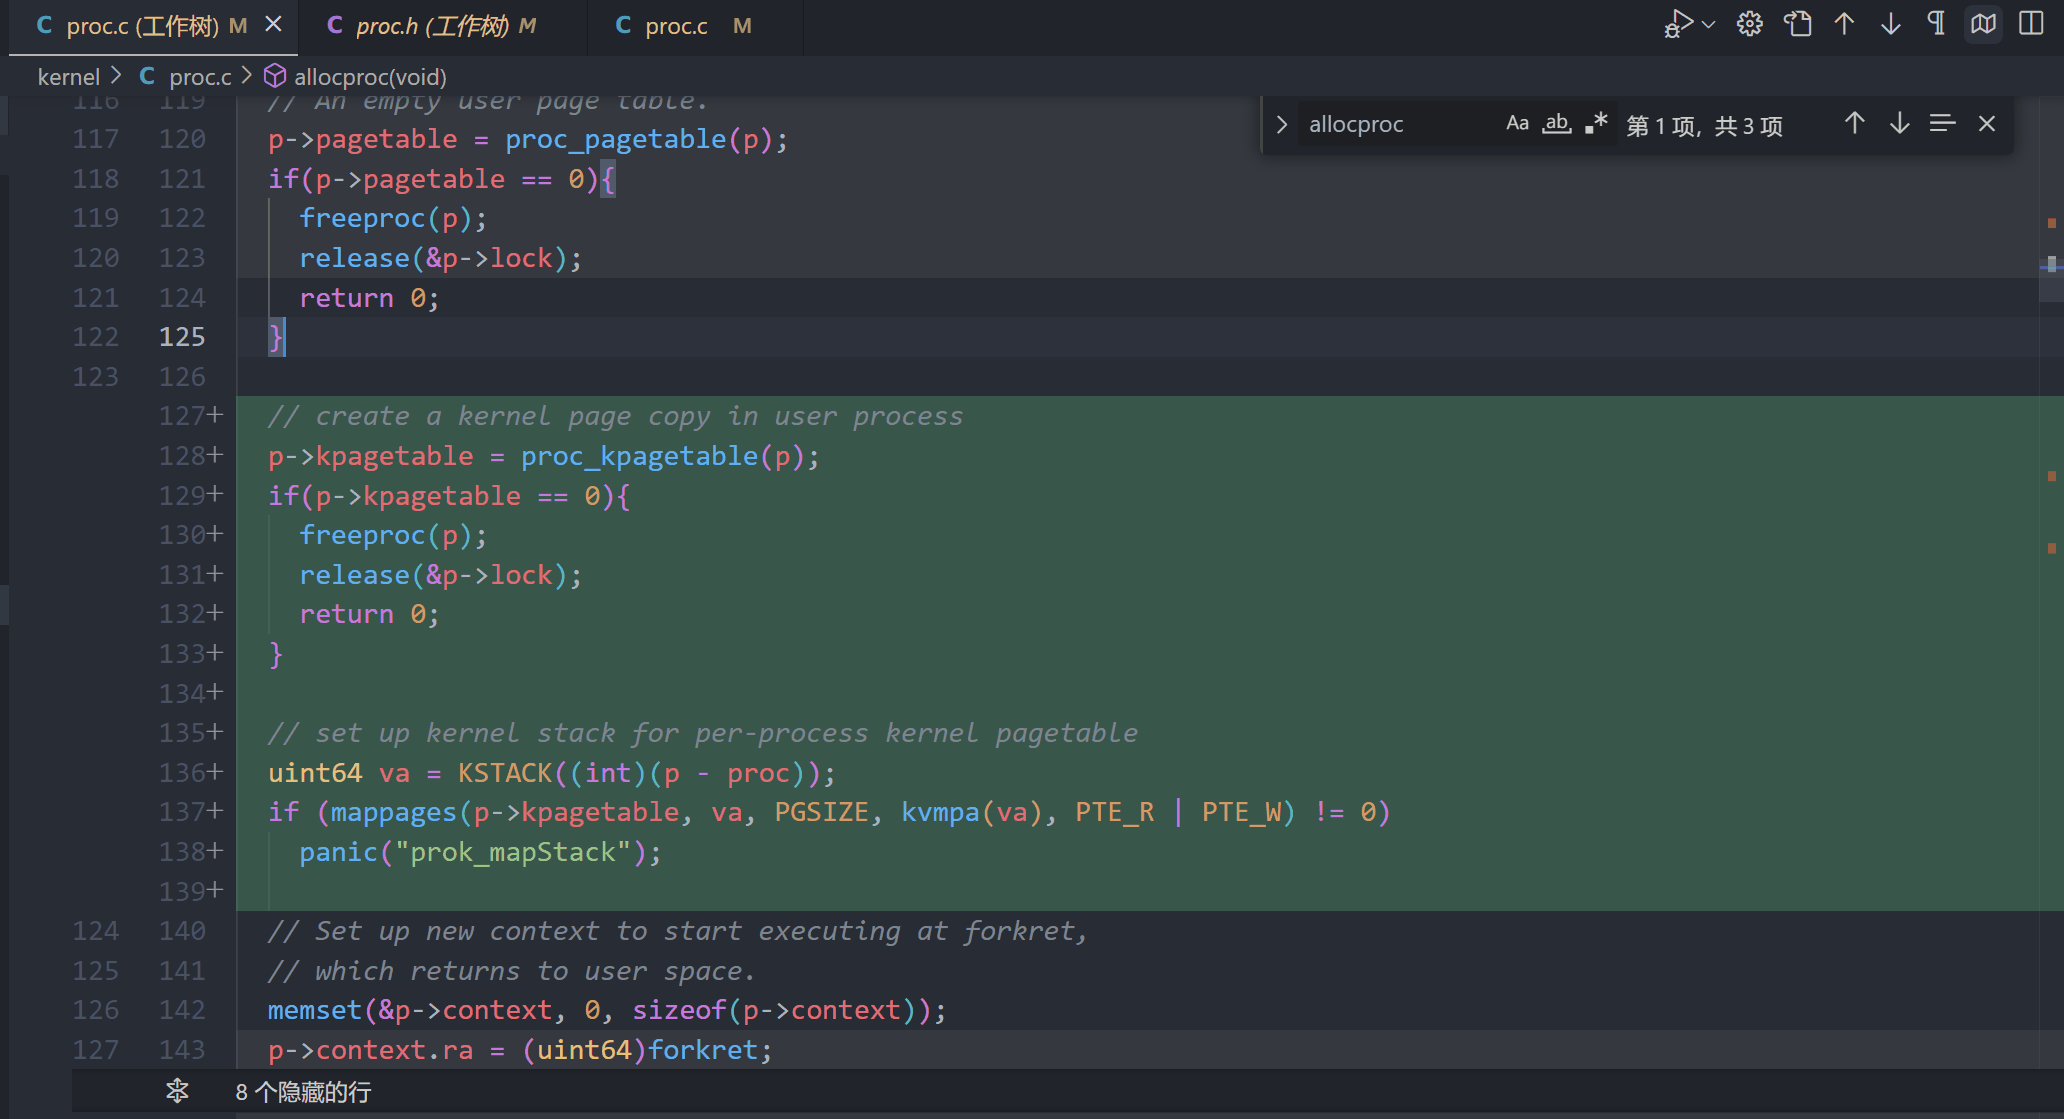 C proc.c (工作树) M × C proc.h (工作树) M C proc.c M
kernel > C proc.c > allocproc(void)
116 119 // An empty user page table.
allocproc Aa ab .* 第 1 项，共 3 项
117 120 p->pagetable = proc_pagetable(p);
118 121 if(p->pagetable == 0){
119 122 freeproc(p);
120 123 release(&p->lock);
121 124 return 0;
122 125 }
123 126
127+ // create a kernel page copy in user process
128+ p->kpagetable = proc_kpagetable(p);
129+ if(p->kpagetable == 0){
130+ freeproc(p);
131+ release(&p->lock);
132+ return 0;
133+ }
134+
135+ // set up kernel stack for per-process kernel pagetable
136+ uint64 va = KSTACK((int)(p - proc));
137+ if (mappages(p->kpagetable, va, PGSIZE, kvmpa(va), PTE_R | PTE_W) != 0)
138+ panic("prok_mapStack");
139+
124 140 // Set up new context to start executing at forkret,
125 141 // which returns to user space.
126 142 memset(&p->context, 0, sizeof(p->context));
127 143 p->context.ra = (uint64)forkret;
8 个隐藏的行